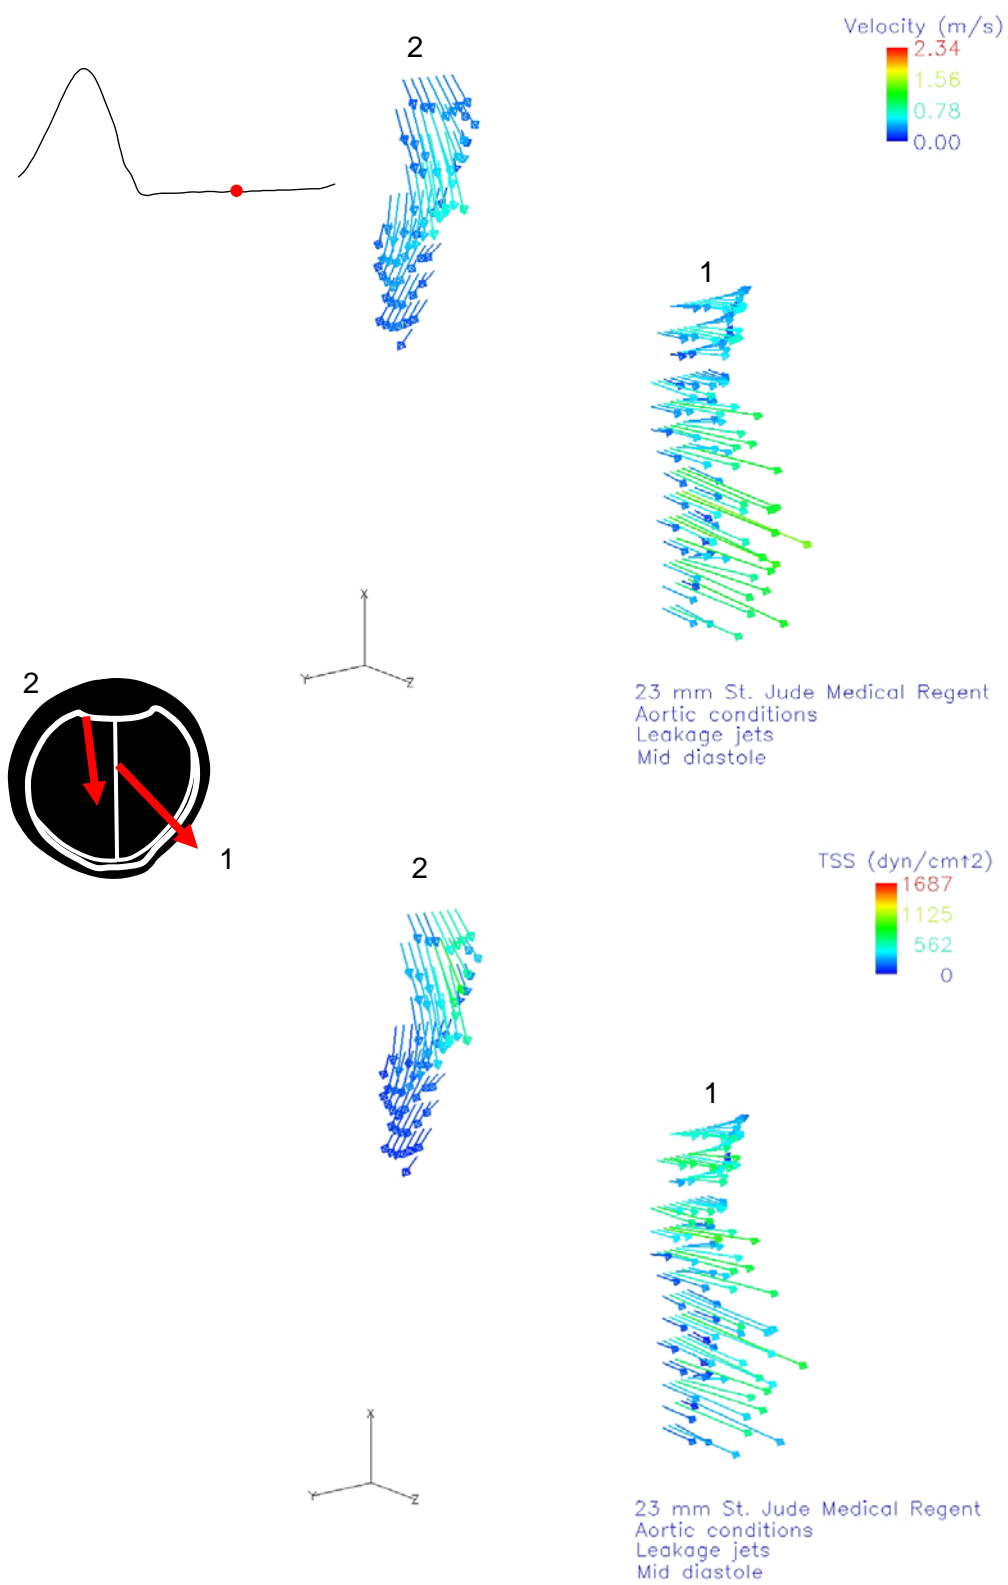 2
Velocity (m/s)
2.34
1.56
0.78
0.00
1
X
Y
Z
23 mm St. Jude Medical Regent
Aortic conditions
Leakage jets
Mid diastole
2
1
2
TSS (dyn/cm↑2)
1687
1125
562
0
1
X
Y
Z
23 mm St. Jude Medical Regent
Aortic conditions
Leakage jets
Mid diastole